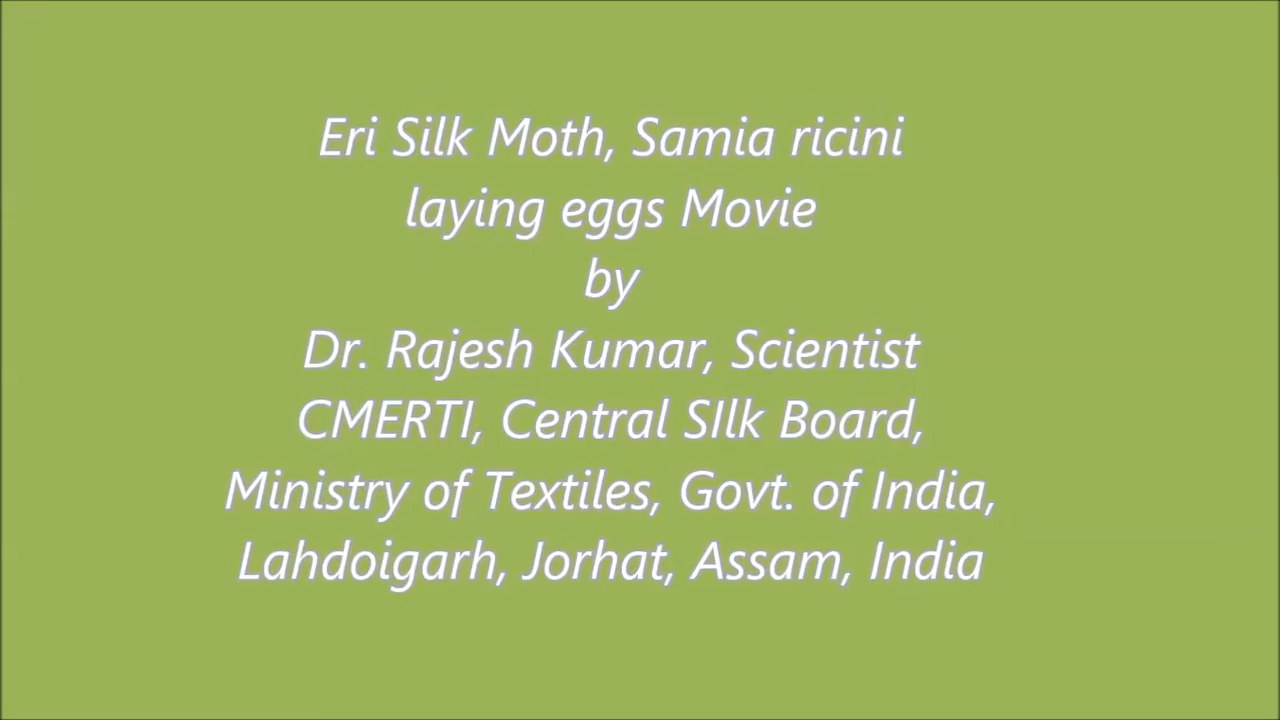 Eri Silk Moth, Samia ricini
laying eggs Movie
by
Dr. Rajesh Kumar, Scientist
CMERTI, Central SIlk Board,
Ministry of Textiles, Govt. of India,
Lahdoigarh, Jorhat, Assam, India